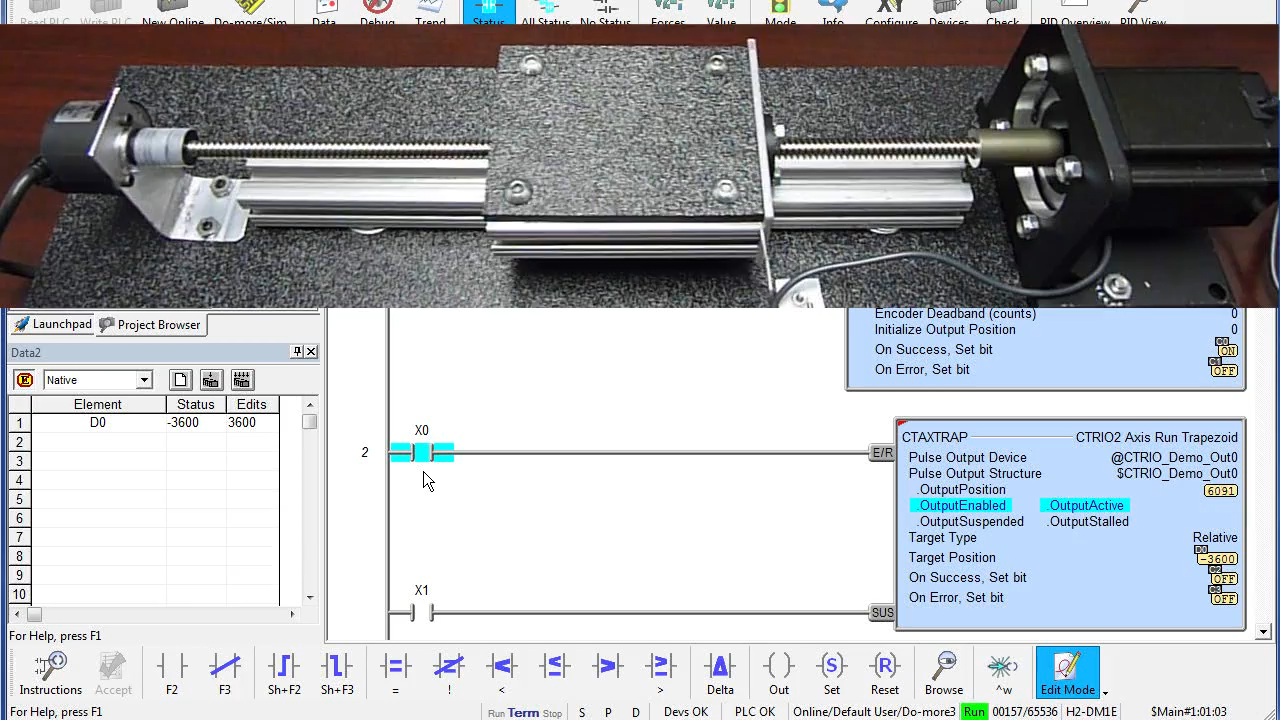 Read PLC Write PLC New Online Do-more/Sim Data Debug Trend Status All Status No Status Forces Value Mode Info Configure Devices Check PID Overview PID View
Launchpad Project Browser
Data2
Native
Element Status Edits
1 D0 -3600 3600
2
3
4
5
6
7
8
9
10
For Help, press F1
Encoder Deadband (counts) 0
Initialize Output Position 0
C0
On Success, Set bit ON
C1
On Error, Set bit OFF
2
X0
E/R
CTAXTRAP CTRIO2 Axis Run Trapezoid
Pulse Output Device @CTRIO_Demo_Out0
Pulse Output Structure $CTRIO_Demo_Out0
.OutputPosition 6091
.OutputEnabled .OutputActive
.OutputSuspended .OutputStalled
Target Type Relative
D0
Target Position -3600
C2
On Success, Set bit OFF
On Error, Set bit OFF
X1
SUS
Instructions Accept F2 F3 Sh+F2 Sh+F3 = ! < ≤ > ≥ Delta Out Set Reset Browse ^w Edit Mode
For Help, press F1 Run Term Stop S P D Devs OK PLC OK Online/Default User/Do-more3 Run 00157/65536 H2-DM1E $Main#1:01:03